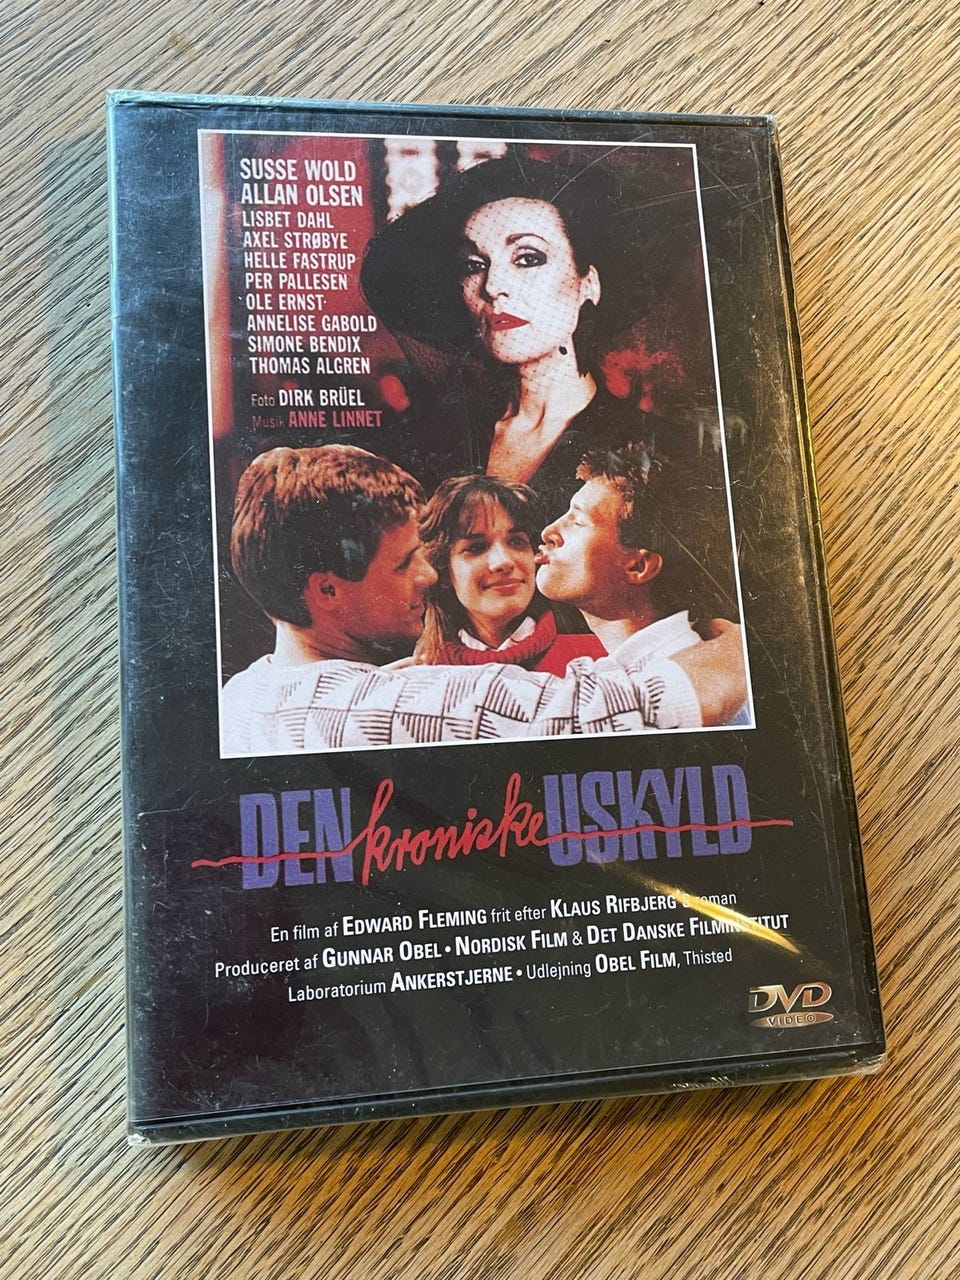 SUSSE WOLD
ALLAN OLSEN
LISBET DAHL
AXEL STRØBYE
HELLE FASTRUP
PER PALLESEN
OLE ERNST
ANNELISE GABOLD
SIMONE BENDIX
THOMAS ALGREN
Foto DIRK BRÜEL
Musik ANNE LINNET
DEN kroniske USKYLD
En film af EDWARD FLEMING frit efter KLAUS RIFBJERG's roman
Produceret af GUNNAR OBEL • NORDISK FILM & DET DANSKE FILMINSTITUT
Laboratorium ANKERSTJERNE • Udlejning OBEL FILM, Thisted
DVD
VIDEO